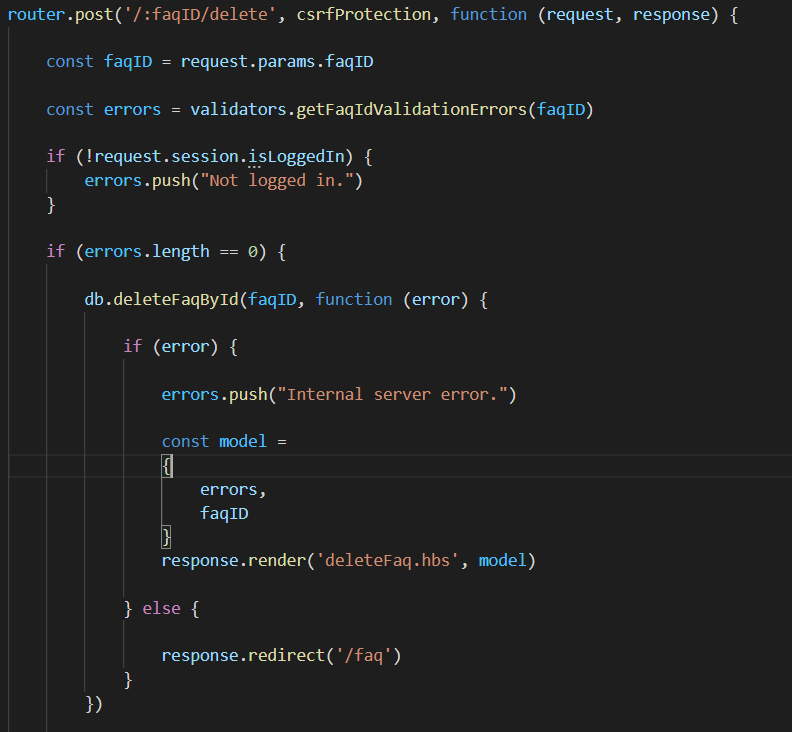 router.post('/:faqID/delete', csrfProtection, function (request, response) {
const faqID = request.params.faqID
const errors = validators.getFaqIdValidationErrors(faqID)
if (!request.session.isLoggedIn) {
errors.push("Not logged in.")
}
if (errors.length == 0) {
db.deleteFaqById(faqID, function (error) {
if (error) {
errors.push("Internal server error.")
const model =
{
errors,
faqID
}
response.render('deleteFaq.hbs', model)
} else {
response.redirect('/faq')
}
})